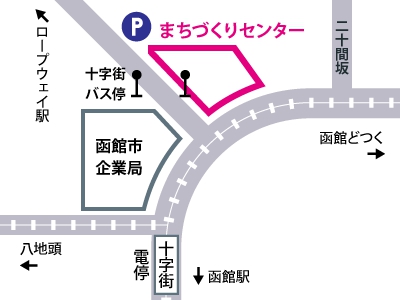 P まちづくりセンター
ロープウェイ駅
十字街
バス停
二十間坂
函館どつく
函館市
企業局
八地頭
電停
十字街
函館駅